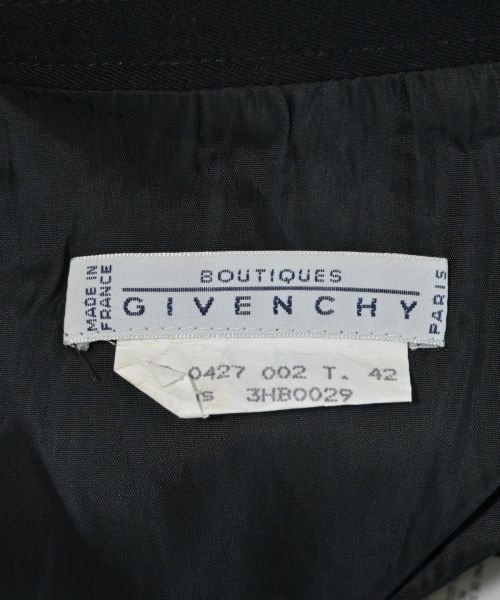 MADE IN
FRANCE
BOUTIQUES
GIVENCHY
PARIS
0427 002 T. 42
3HB0029